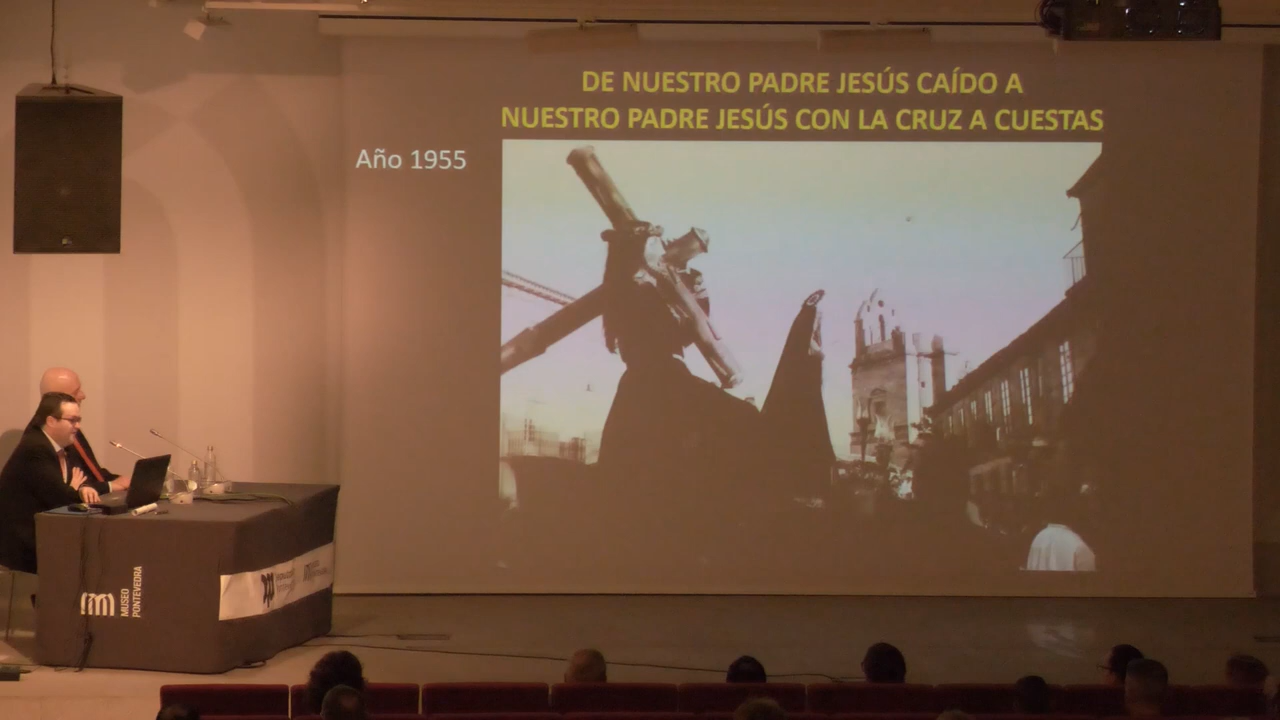 DE NUESTRO PADRE JESÚS CAÍDO A
NUESTRO PADRE JESÚS CON LA CRUZ A CUESTAS
Año 1955
MUSEO
PONTEVEDRA